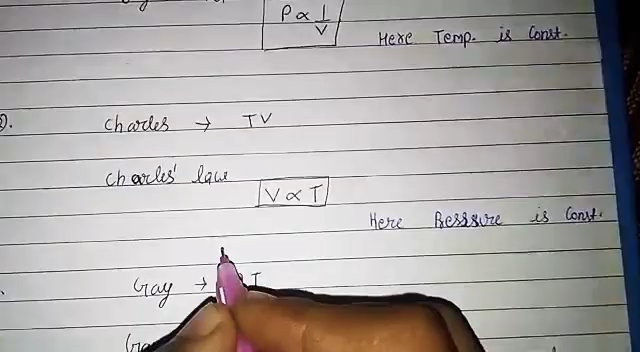 P ∝ 1/V
Here Temp. is Const.
Charles → TV
Charles' law
V ∝ T
Here Pressure is Const.
Gay → T